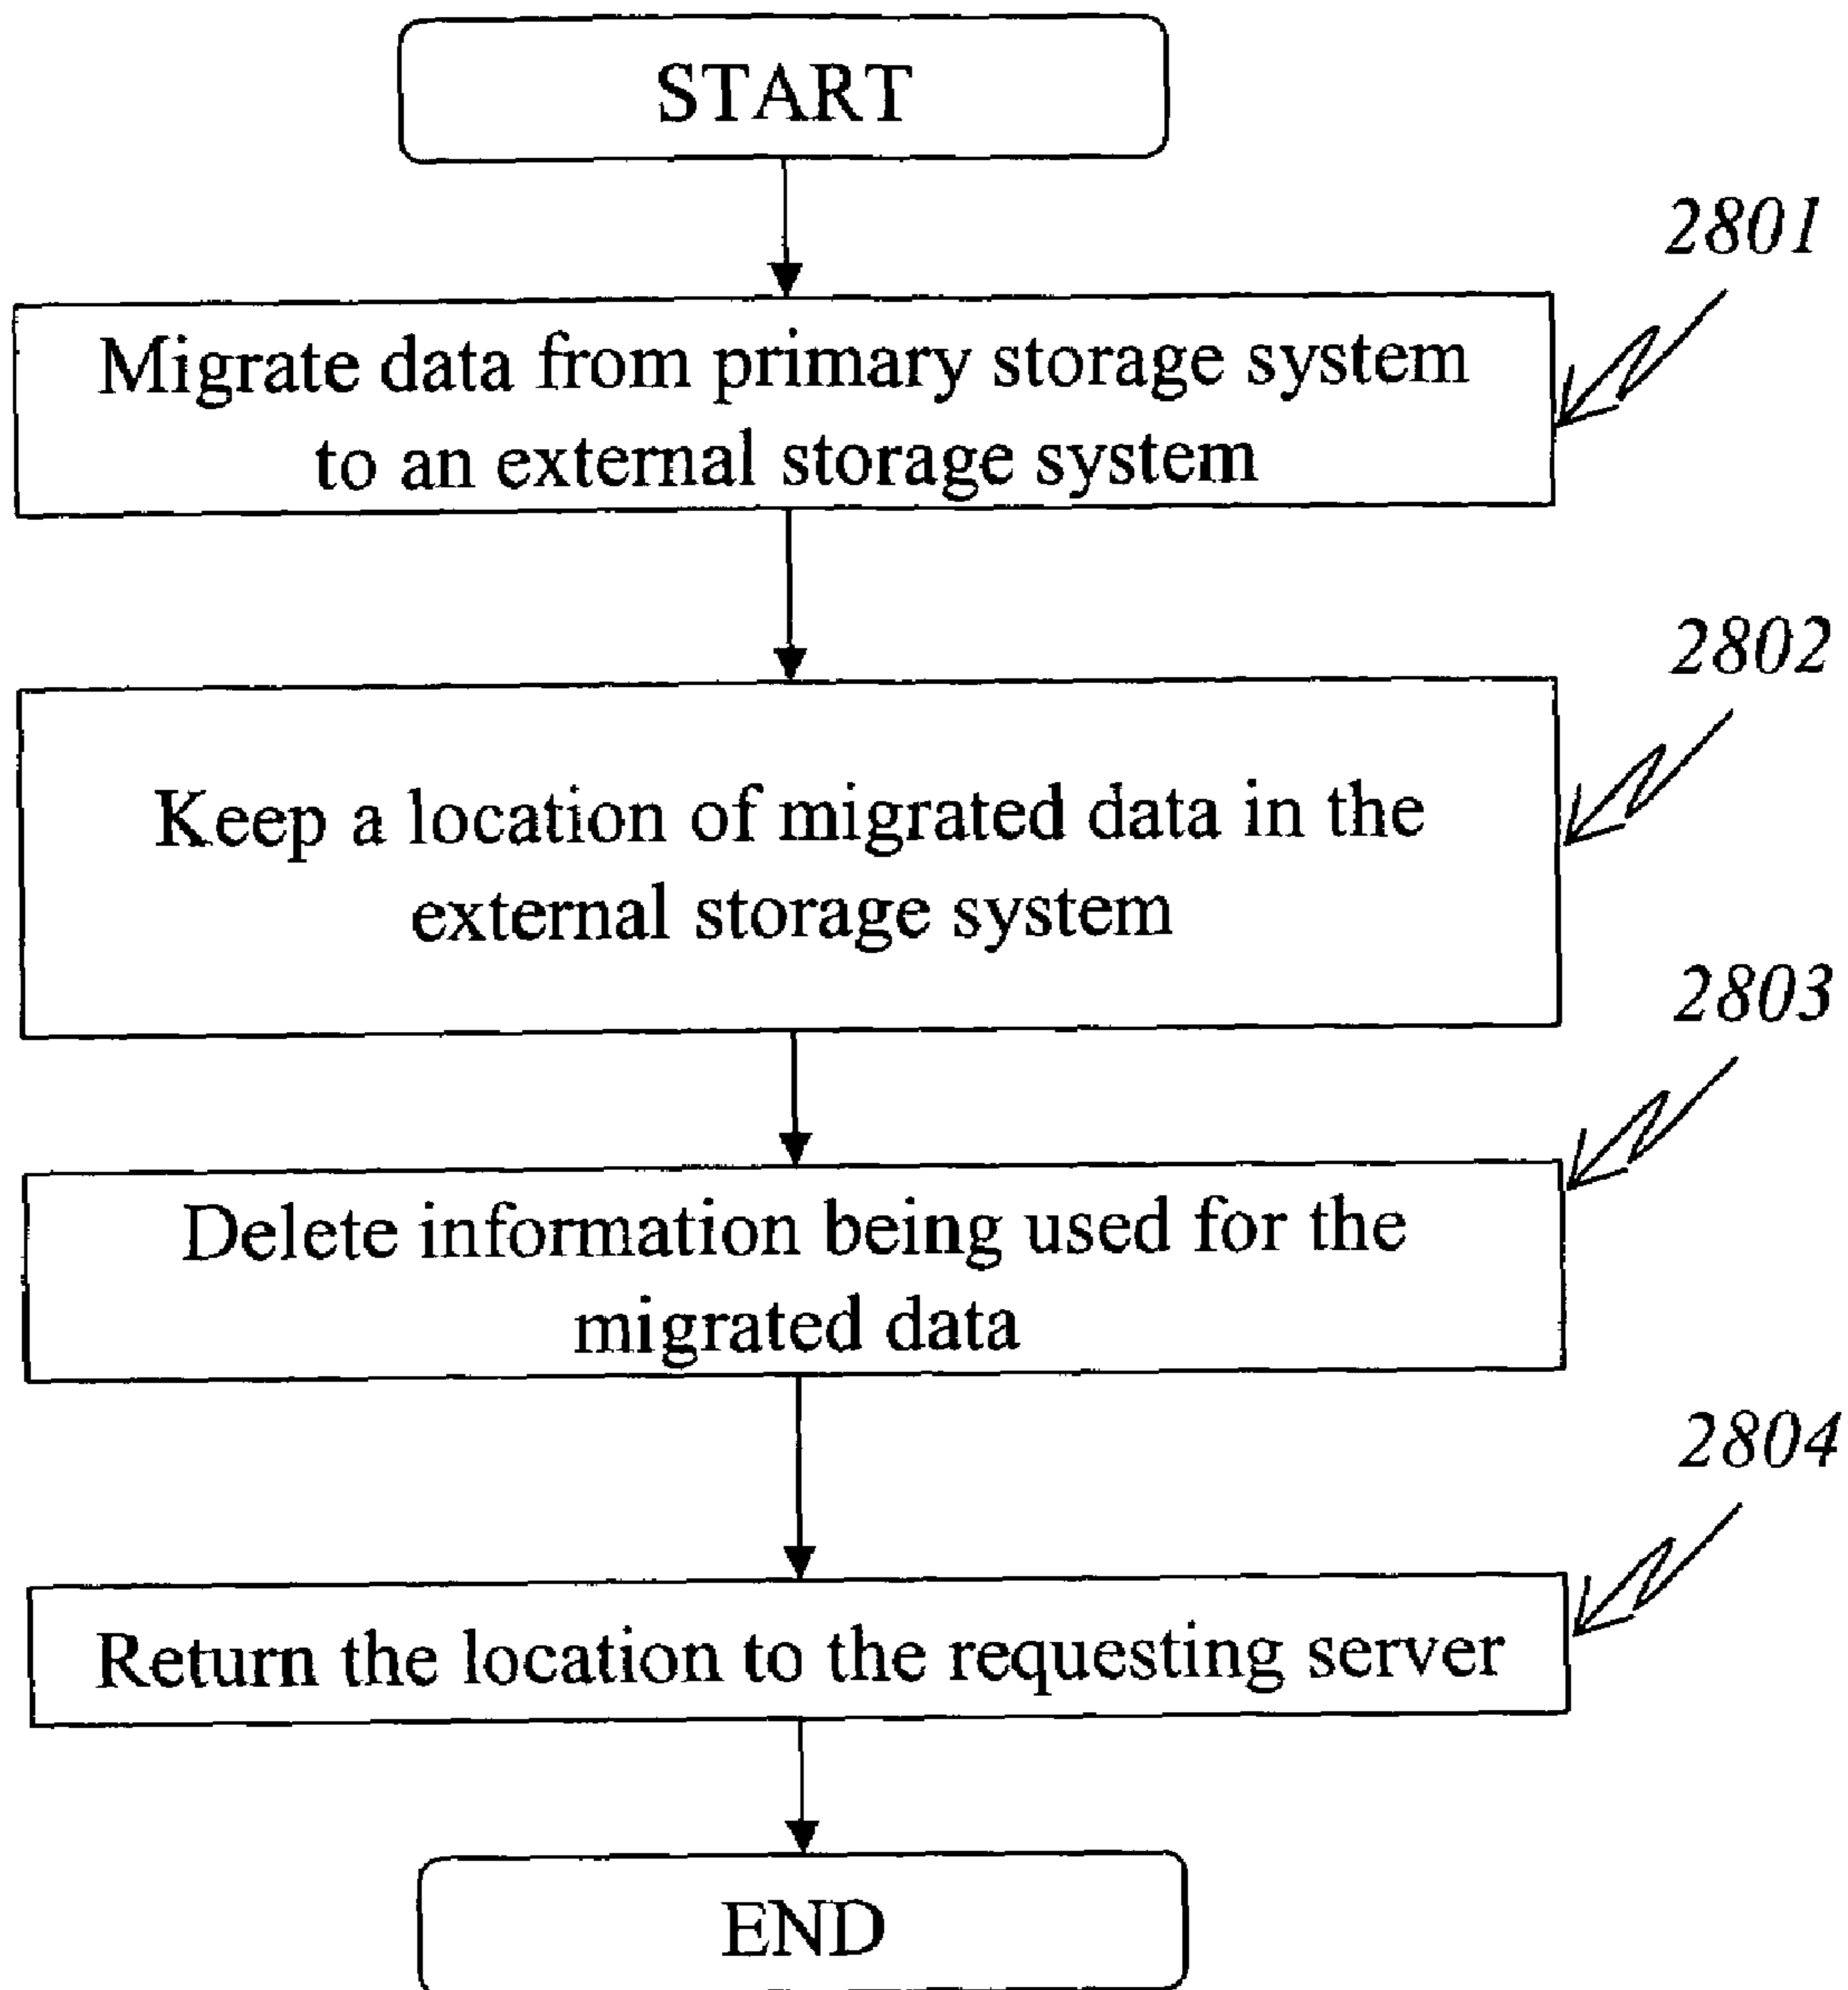 START
2801
Migrate data from primary storage system
to an external storage system
2802
Keep a location of migrated data in the
external storage system
2803
Delete information being used for the
migrated data
2804
Return the location to the requesting server
END